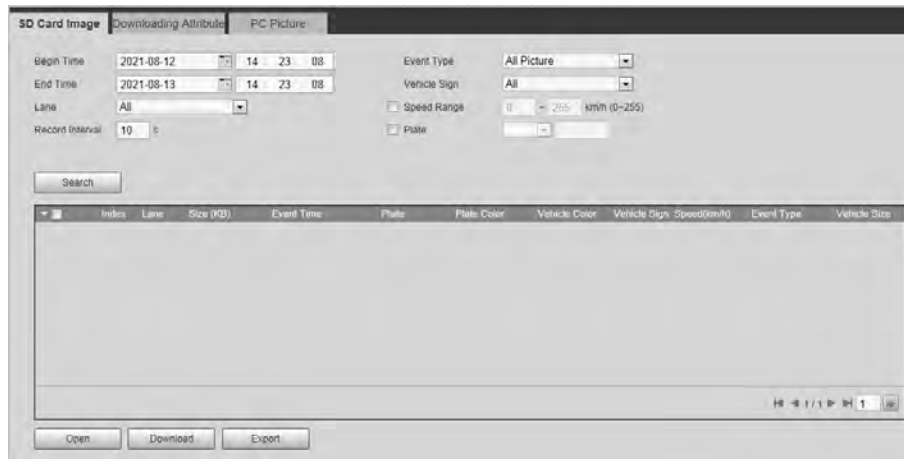 SD Card Image Downloading Attribute PC Picture
Begin Time 2021-08-12 14 : 23 : 08 Event Type All Picture
End Time 2021-08-13 14 : 23 : 08 Vehicle Sign All
Lane All Speed Range 0 ~ 255 km/h (0~255)
Record Interval 10 s Plate
Search
Index Lane Size (KB) Event Time Plate Plate Color Vehicle Color Vehicle Sign Speed(km/h) Event Type Vehicle Size
1 / 1 1
Open Download Export